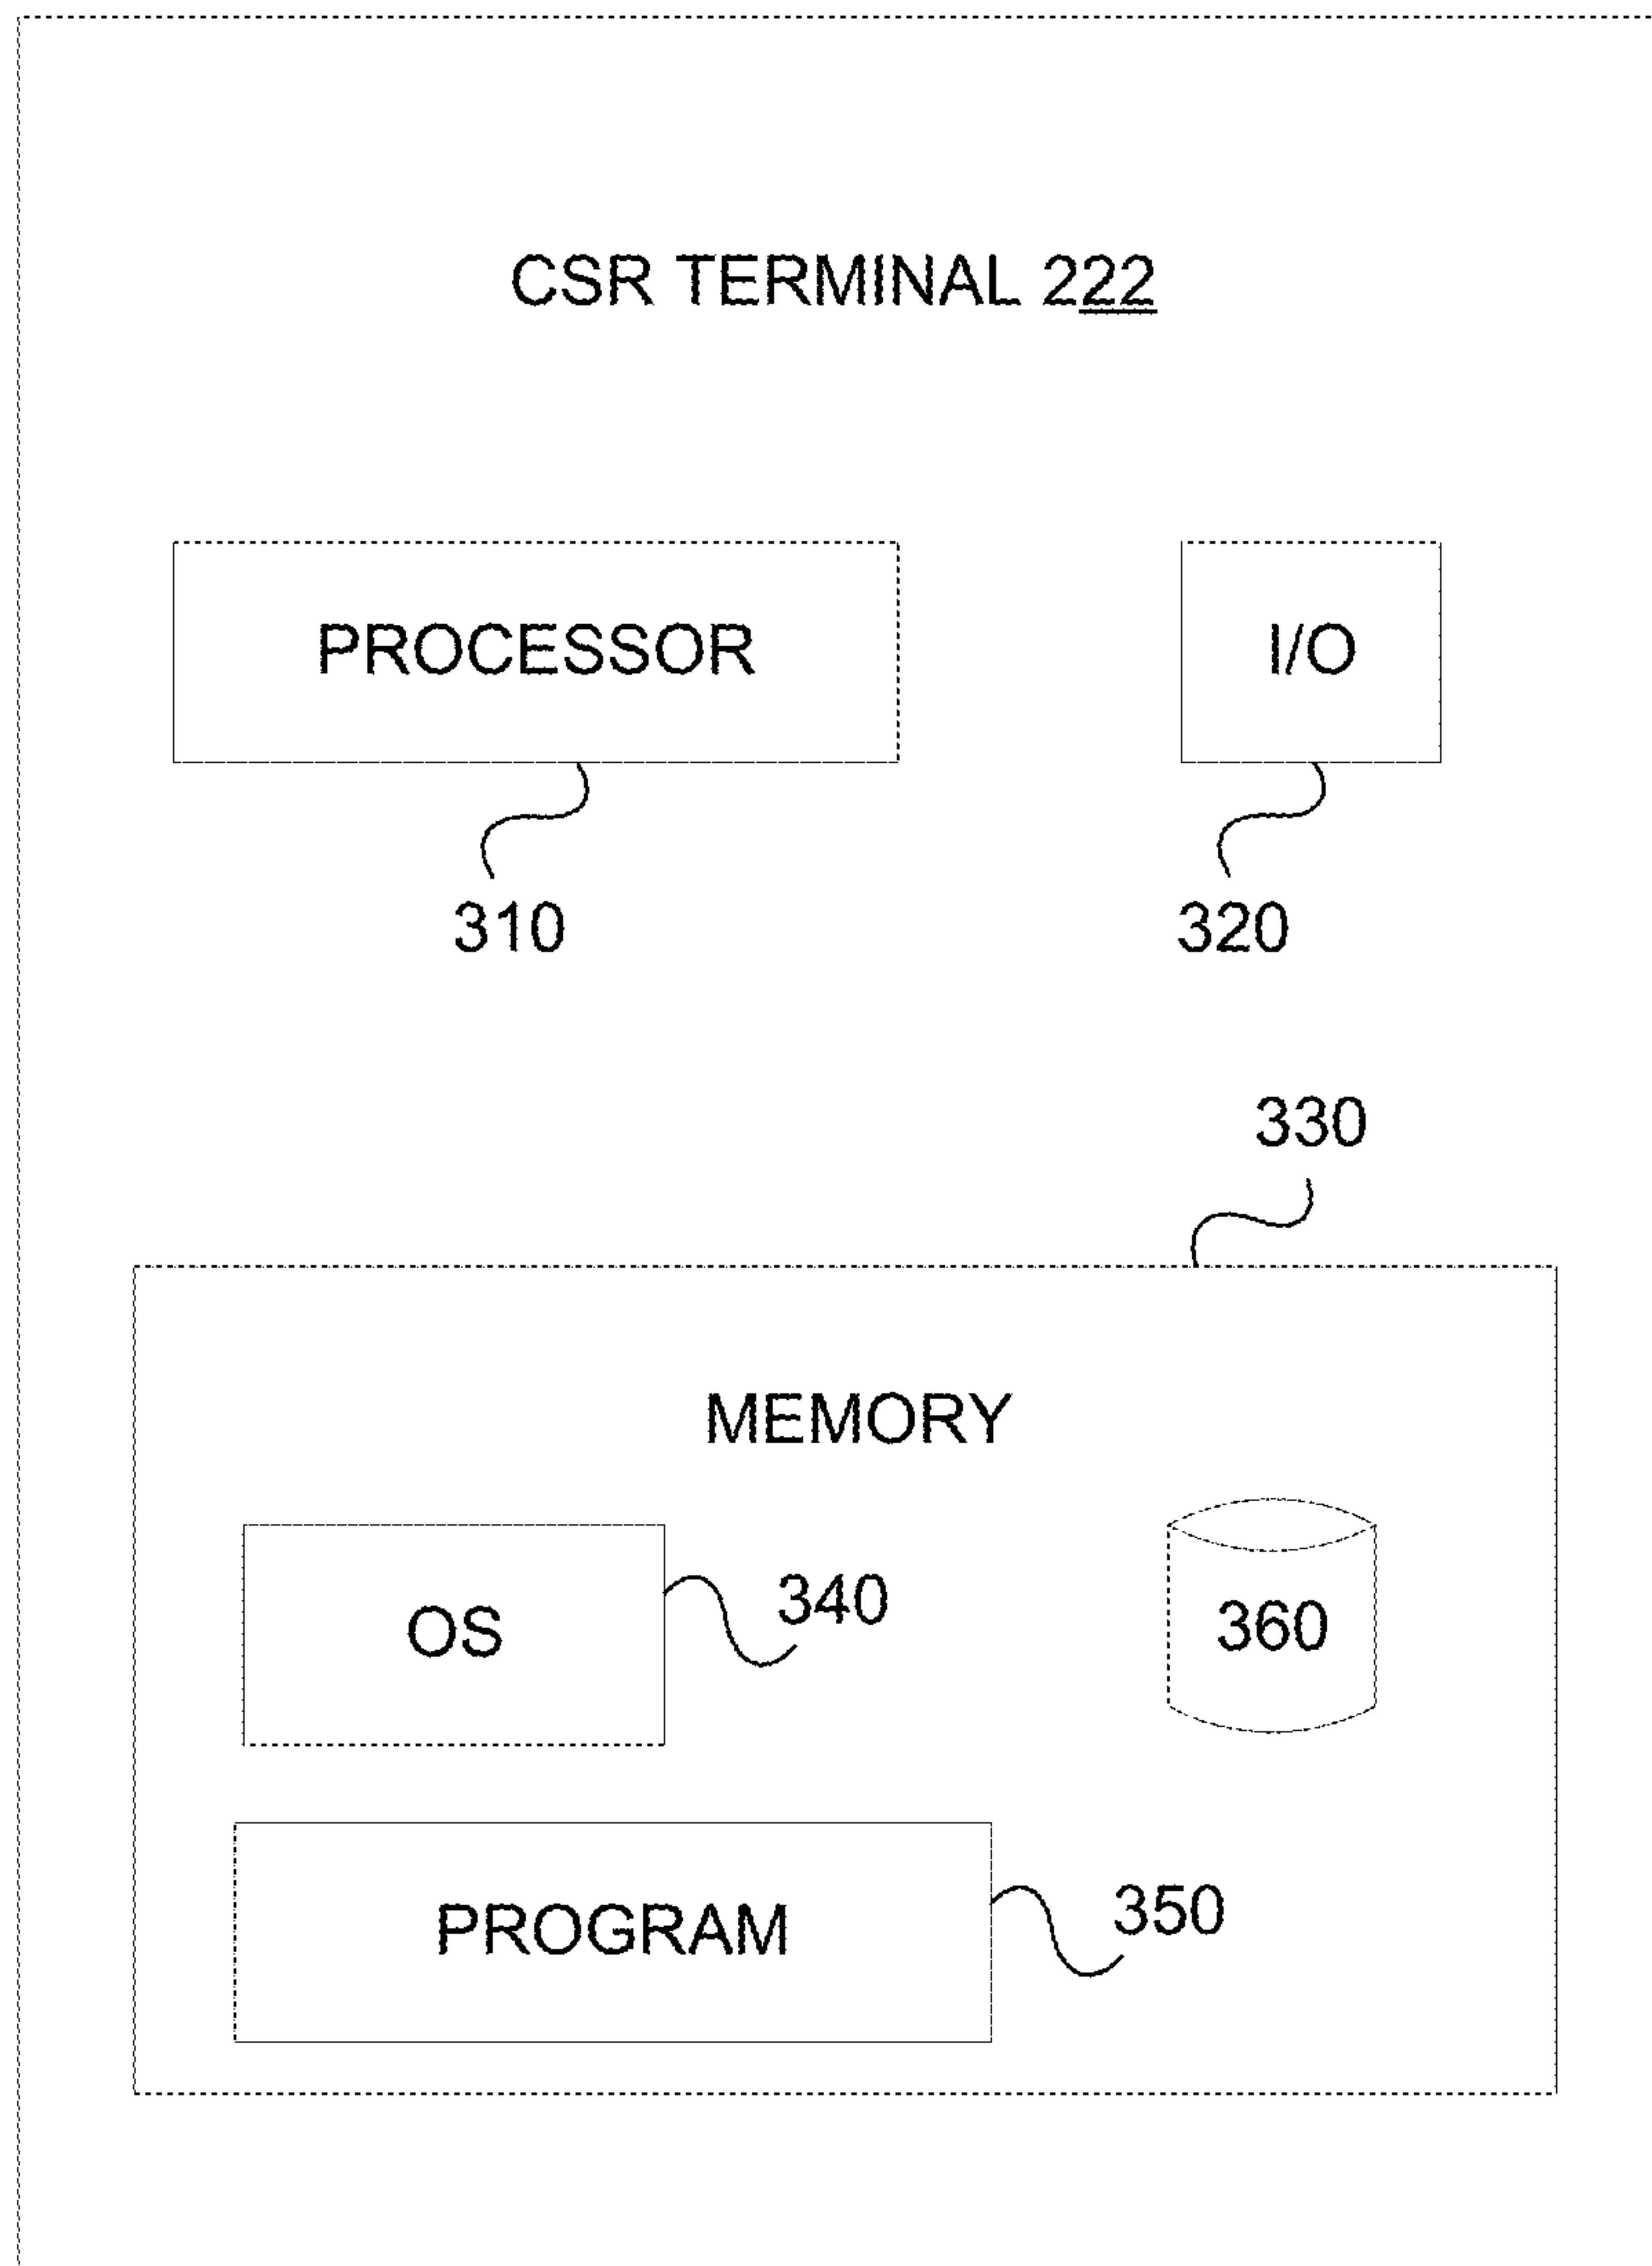 CSR TERMINAL 222
PROCESSOR
I/O
310
320
330
MEMORY
OS
340
360
PROGRAM
350